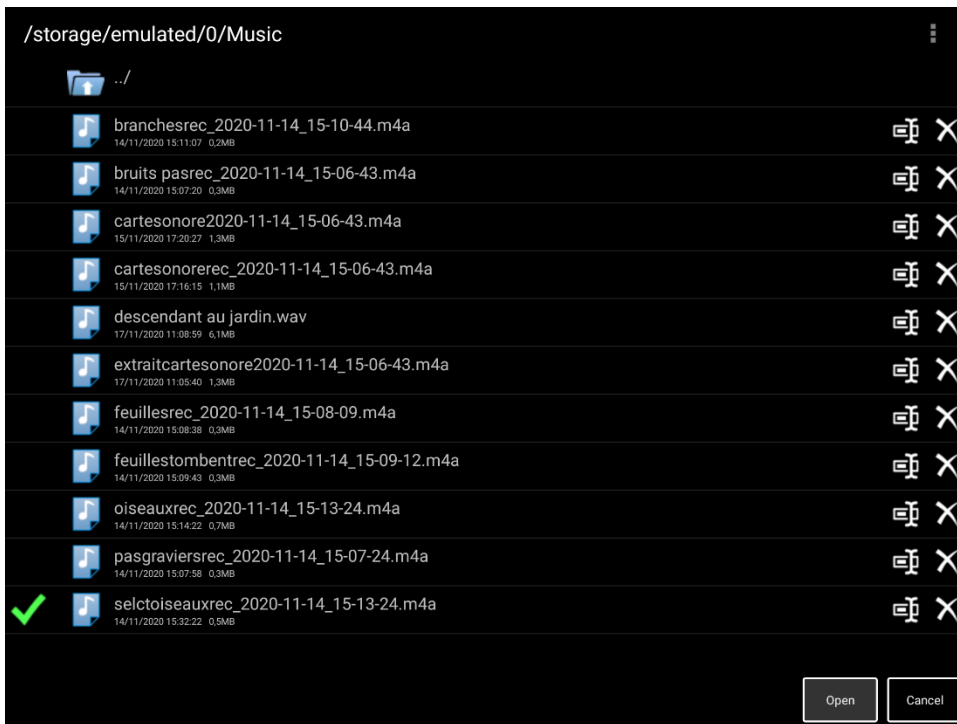 /storage/emulated/0/Music
../
branchesrec_2020-11-14_15-10-44.m4a
14/11/2020 15:11:07 0,2MB
bruits pasrec_2020-11-14_15-06-43.m4a
14/11/2020 15:07:20 0,3MB
cartesonore2020-11-14_15-06-43.m4a
15/11/2020 17:20:27 1,3MB
cartesonorerec_2020-11-14_15-06-43.m4a
15/11/2020 17:16:15 1,1MB
descendant au jardin.wav
17/11/2020 11:08:59 6,1MB
extraitcartesonore2020-11-14_15-06-43.m4a
17/11/2020 11:05:40 1,3MB
feuillesrec_2020-11-14_15-08-09.m4a
14/11/2020 15:08:38 0,3MB
feuillestombentrec_2020-11-14_15-09-12.m4a
14/11/2020 15:09:43 0,3MB
oiseauxrec_2020-11-14_15-13-24.m4a
14/11/2020 15:14:22 0,7MB
pasgraviersrec_2020-11-14_15-07-24.m4a
14/11/2020 15:07:58 0,3MB
selctoiseauxrec_2020-11-14_15-13-24.m4a
14/11/2020 15:32:22 0,5MB
Open Cancel